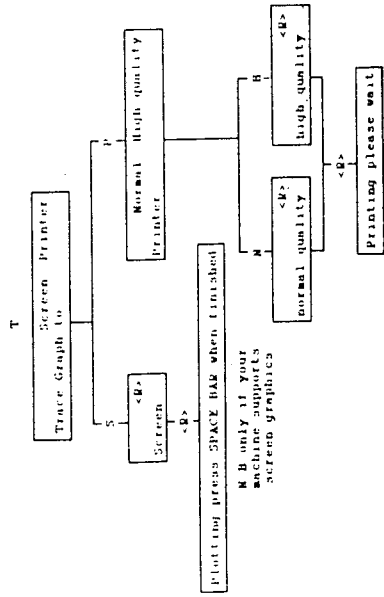 T
Screen Printer
Trace Graph to
S
P
<R>
Screen
Normal High quality
Printer
<R>
Plotting press SPACE BAR when finished
N B only if your
machine supports
screen graphics
N
H
<R>
normal quality
<R>
high quality
<R>
Printing please wait